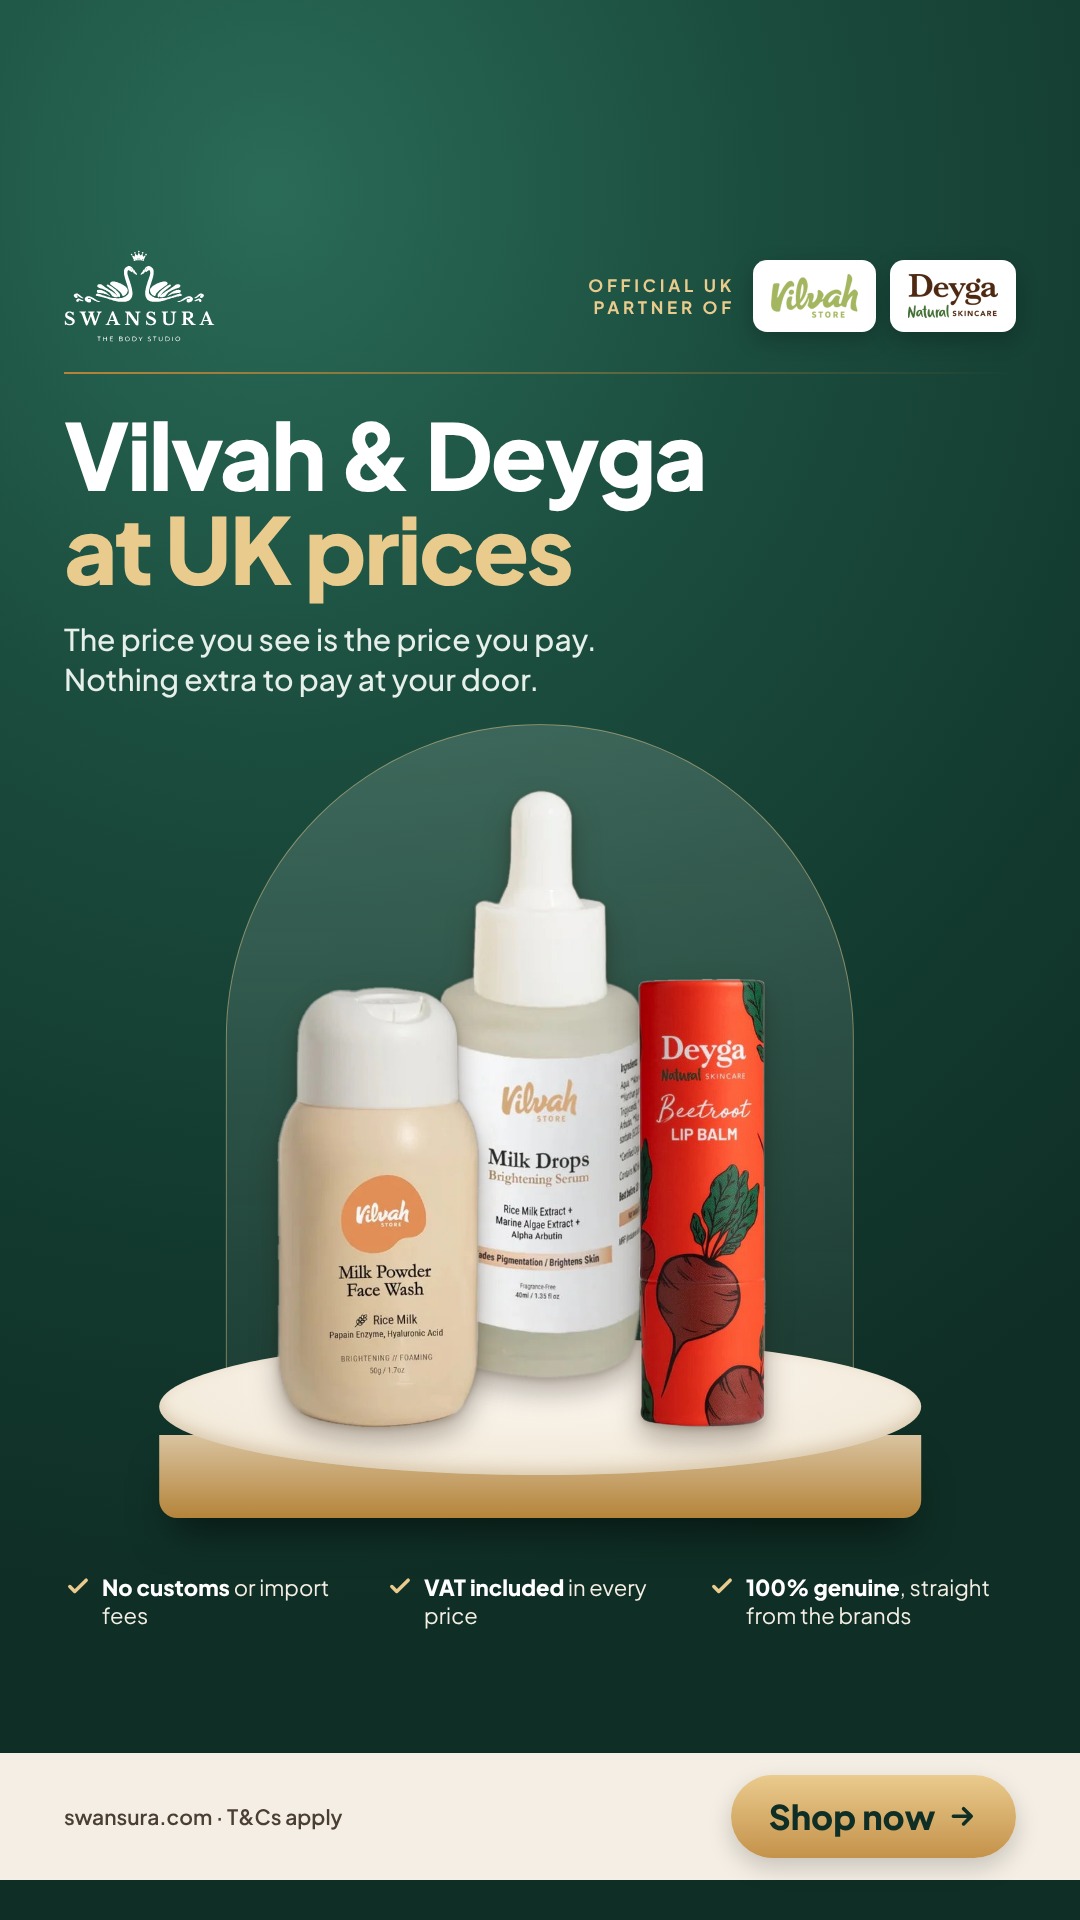 SWANSURA
THE BODY STUDIO
OFFICIAL UK
PARTNER OF
Vilvah
STORE
Deyga
Natural SKINCARE
Vilvah & Deyga
at UK prices
The price you see is the price you pay.
Nothing extra to pay at your door.
Vilvah
STORE
Milk Drops
Brightening Serum
Rice Milk Extract +
Marine Algae Extract +
Alpha Arbutin
Pigmentation / Brightens Skin
Fragrance-Free
40ml / 1.35 fl oz
Vilvah
STORE
Milk Powder
Face Wash
Rice Milk
Papain Enzyme, Hyaluronic Acid
BRIGHTENING // FOAMING
50g / 1.7oz
Deyga
Natural SKINCARE
Beetroot
LIP BALM
No customs or import
fees
VAT included in every
price
100% genuine, straight
from the brands
swansura.com · T&Cs apply
Shop now →